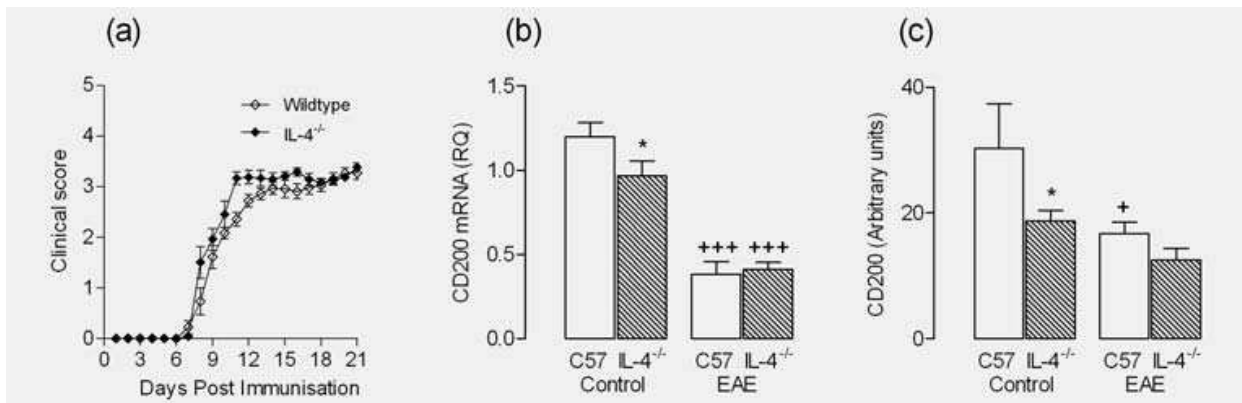 (a)
5
4
3
2
1
0
Clinical score
Wildtype
IL-4-/-
0 3 6 9 12 15 18 21
Days Post Immunisation
(b)
1.5
1.0
0.5
0.0
CD200 mRNA (RQ)
*
+++ +++
C57 IL-4-/- C57 IL-4-/-
Control EAE
(c)
40
20
0
CD200 (Arbitrary units)
*
+
C57 IL-4-/- C57 IL-4-/-
Control EAE